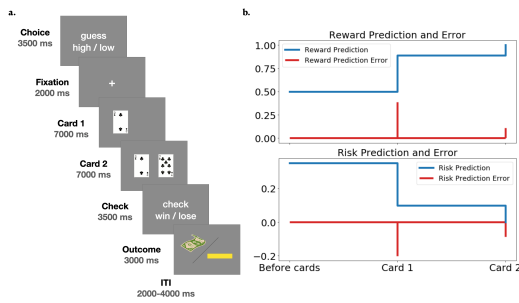 a.
Choice
3500 ms
guess
high / low
Fixation
2000 ms
+
Card 1
7000 ms
Card 2
7000 ms
Check
3500 ms
check
win / lose
Outcome
3000 ms
ITI
2000-4000 ms
b.
Reward Prediction and Error
1.00
0.75
0.50
0.25
0.00
Reward Prediction
Reward Prediction Error
Risk Prediction and Error
0.2
0.0
−0.2
Risk Prediction
Risk Prediction Error
Before cards Card 1 Card 2